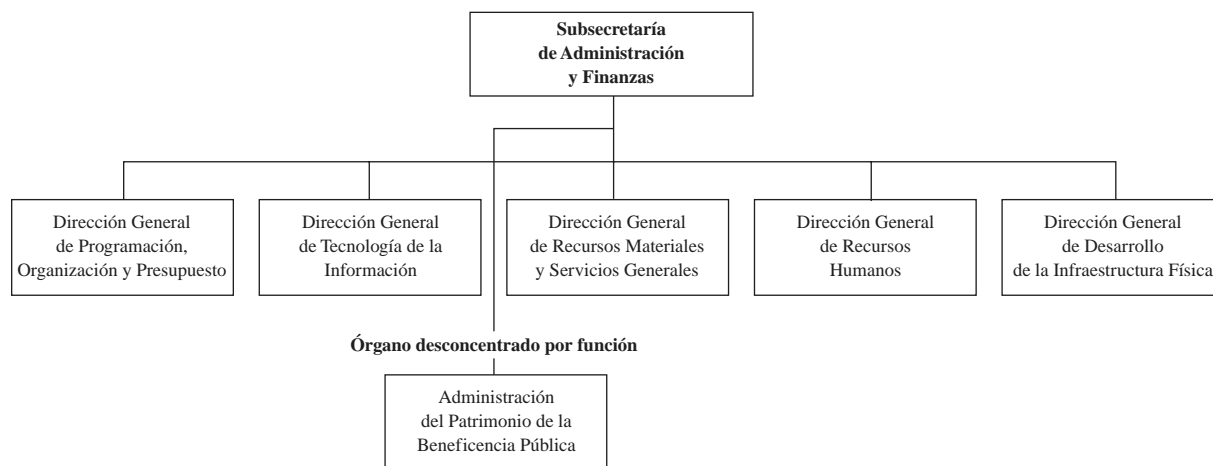 Subsecretaría
de Administración
y Finanzas
Dirección General
de Programación,
Organización y Presupuesto
Dirección General
de Tecnología de la
Información
Dirección General
de Recursos Materiales
y Servicios Generales
Dirección General
de Recursos
Humanos
Dirección General
de Desarrollo
de la Infraestructura Física
Órgano desconcentrado por función
Administración
del Patrimonio de la
Beneficencia Pública